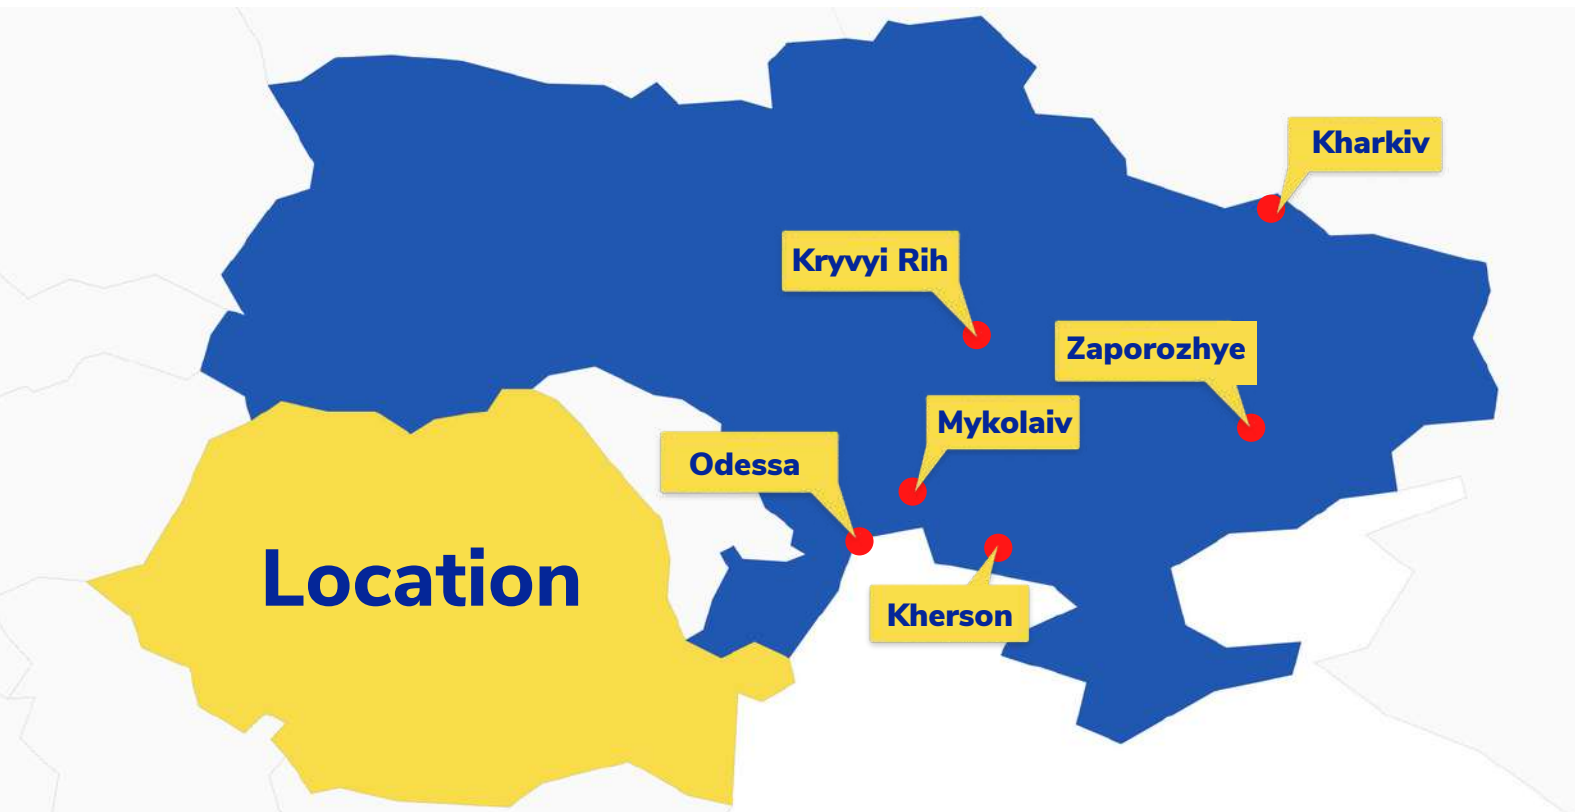 Kharkiv
Kryvyi Rih
Zaporozhye
Mykolaiv
Odessa
Location
Kherson